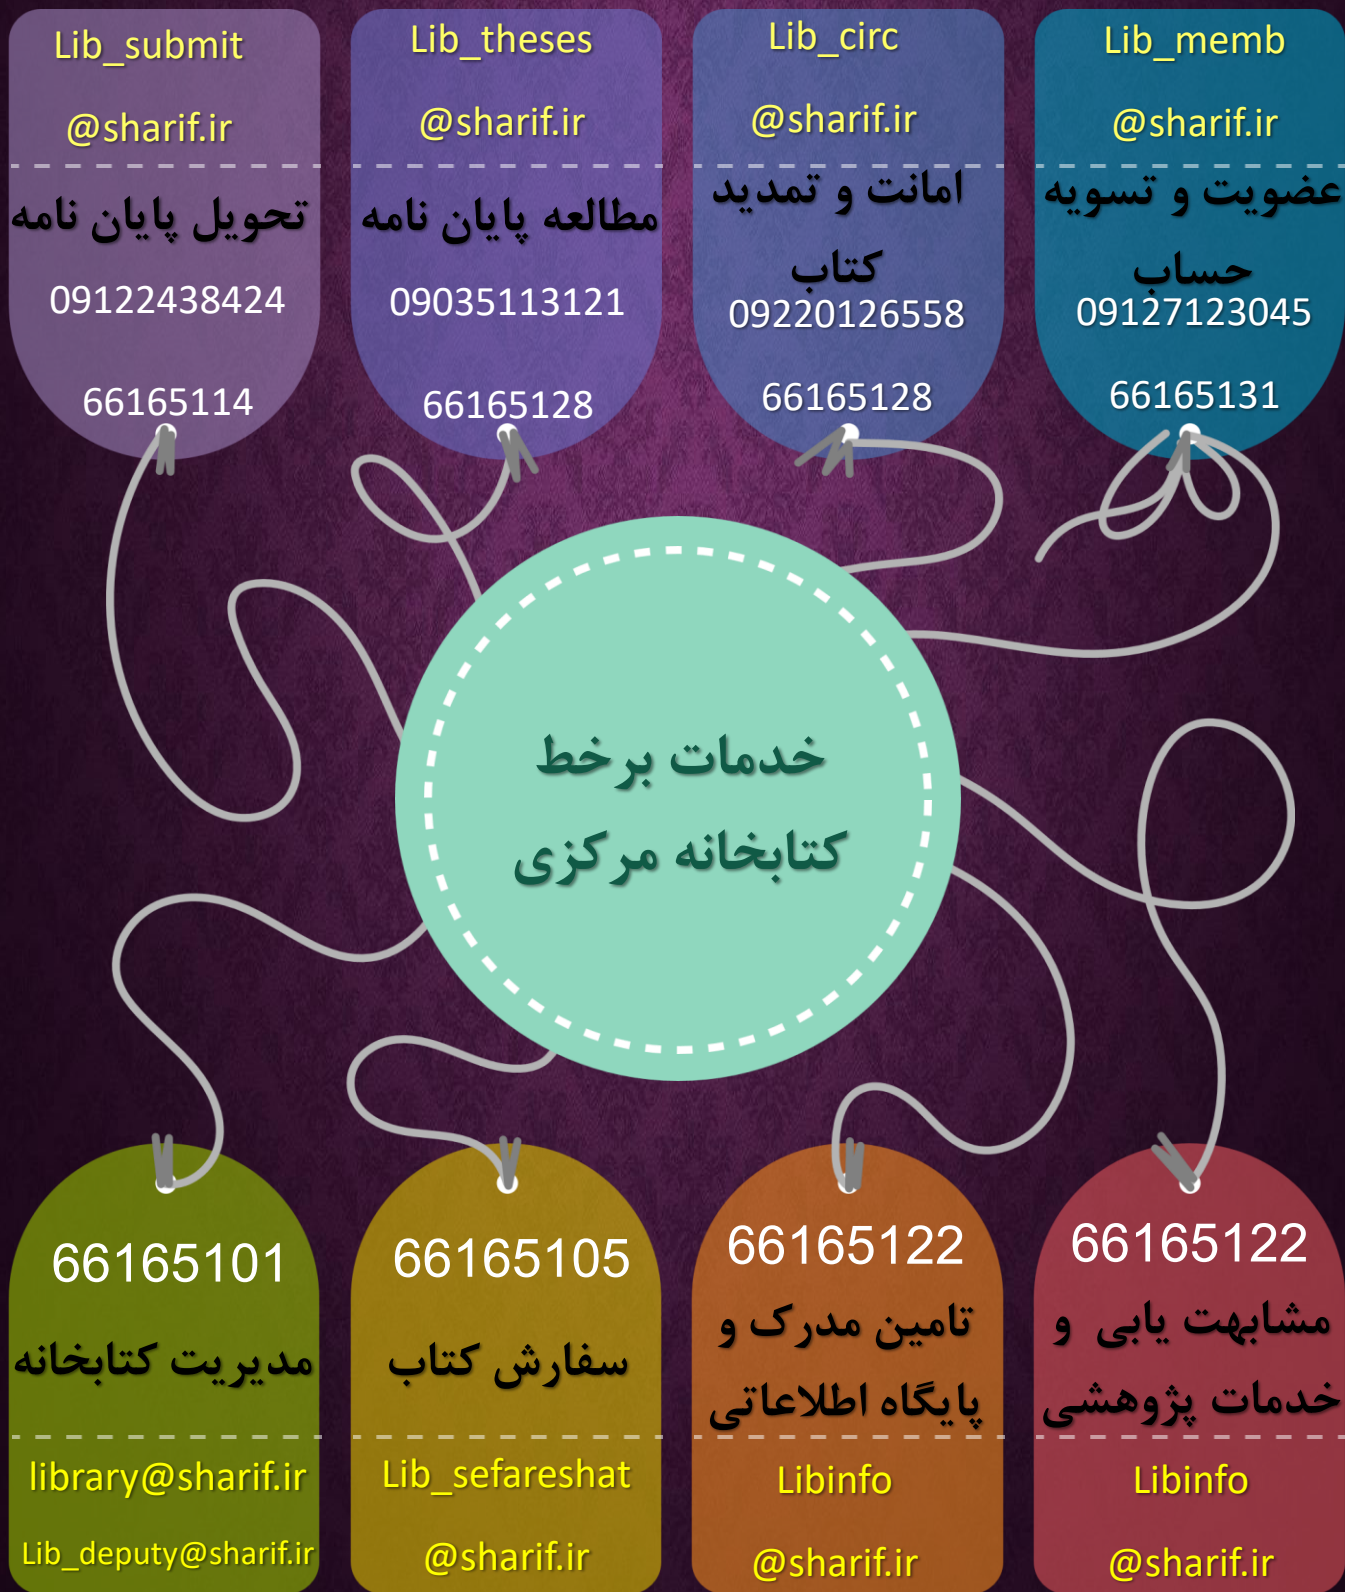 Lib_memb
@sharif.ir
عضویت و تسویه
حساب
09127123045
66165131
Lib_circ
@sharif.ir
امانت و تمدید
کتاب
09220126558
66165128
Lib_theses
@sharif.ir
مطالعه پایان نامه
09035113121
66165128
Lib_submit
@sharif.ir
تحویل پایان نامه
09122438424
66165114
خدمات برخط
کتابخانه مرکزی
66165122
مشابهت یابی و
خدمات پژوهشی
Libinfo
@sharif.ir
66165122
تامین مدرک و
پایگاه اطلاعاتی
Libinfo
@sharif.ir
66165105
سفارش کتاب
Lib_sefareshat
@sharif.ir
66165101
مدیریت کتابخانه
library@sharif.ir
Lib_deputy@sharif.ir